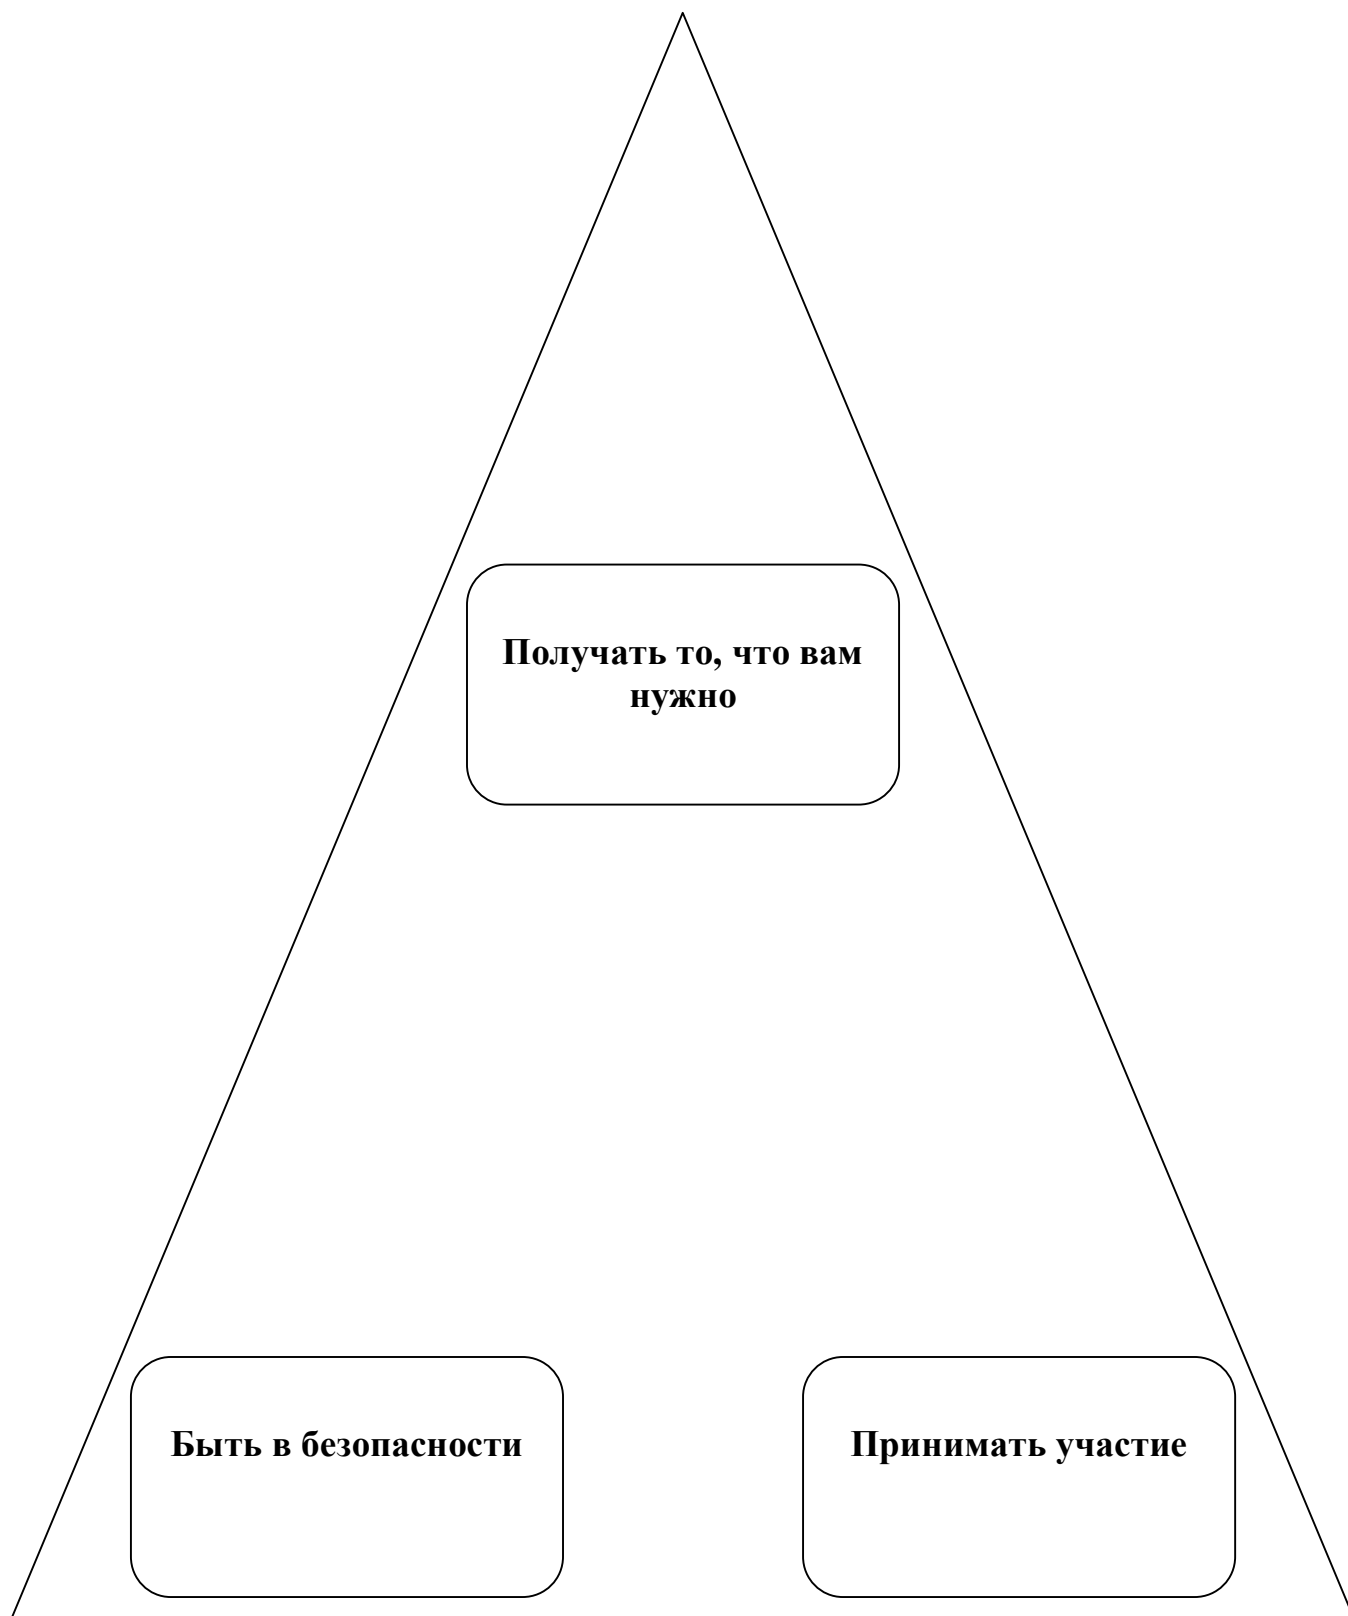 Получать то, что вам
нужно
Быть в безопасности
Принимать участие